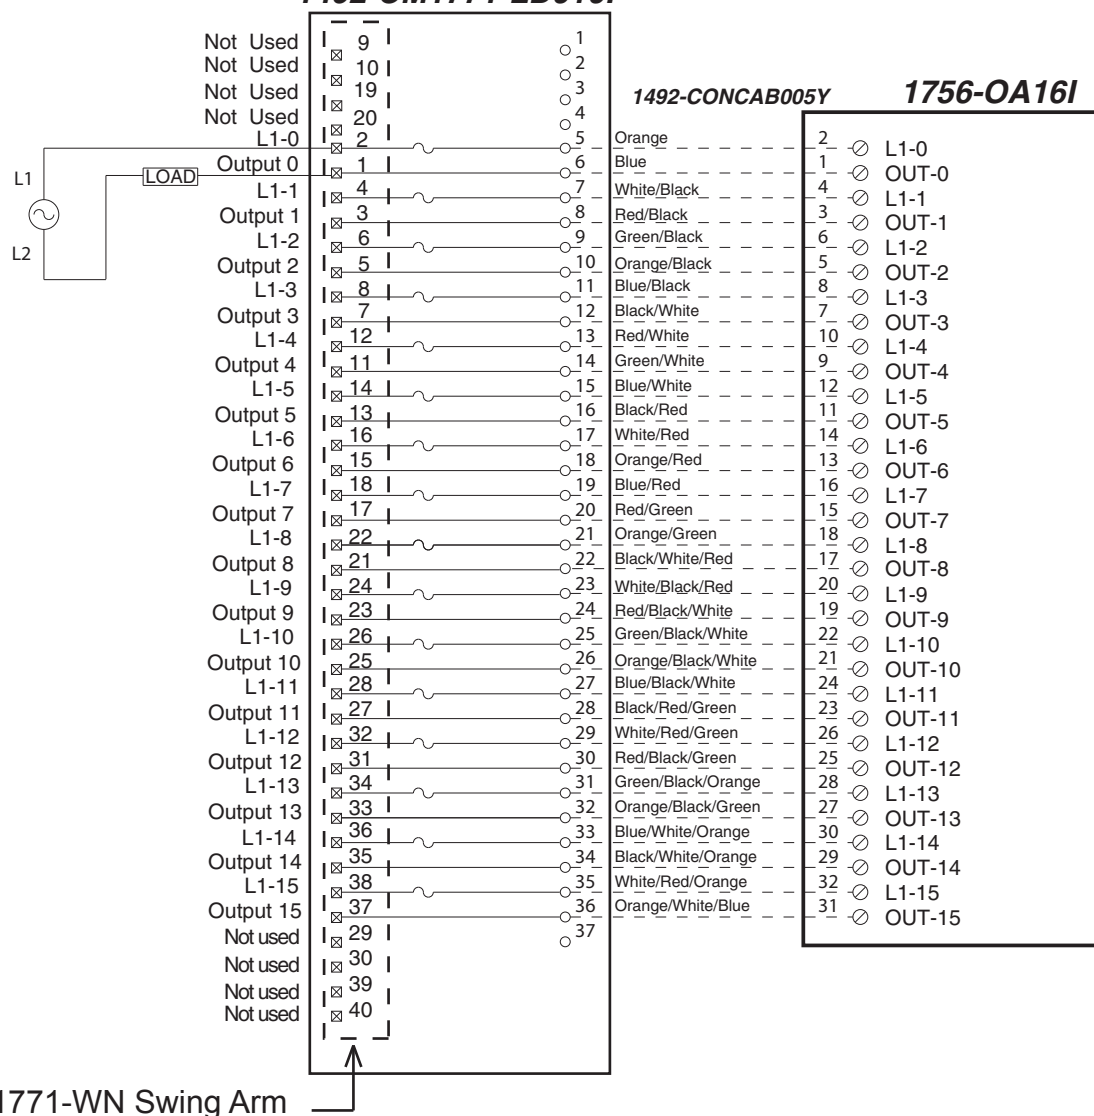 1492-CONCAB005Y 1756-OA16I
Not Used 9 1
Not Used 10 2
Not Used 19 3
Not Used 20 4
L1-0 2 5 Orange 2 L1-0
Output 0 1 6 Blue 1 OUT-0
L1 LOAD
L2
L1-1 4 7 White/Black 4 L1-1
Output 1 3 8 Red/Black 3 OUT-1
L1-2 6 9 Green/Black 6 L1-2
Output 2 5 10 Orange/Black 5 OUT-2
L1-3 8 11 Blue/Black 8 L1-3
Output 3 7 12 Black/White 7 OUT-3
L1-4 12 13 Red/White 10 L1-4
Output 4 11 14 Green/White 9 OUT-4
L1-5 14 15 Blue/White 12 L1-5
Output 5 13 16 Black/Red 11 OUT-5
L1-6 16 17 White/Red 14 L1-6
Output 6 15 18 Orange/Red 13 OUT-6
L1-7 18 19 Blue/Red 16 L1-7
Output 7 17 20 Red/Green 15 OUT-7
L1-8 22 21 Orange/Green 18 L1-8
Output 8 21 22 Black/White/Red 17 OUT-8
L1-9 24 23 White/Black/Red 20 L1-9
Output 9 23 24 Red/Black/White 19 OUT-9
L1-10 26 25 Green/Black/White 22 L1-10
Output 10 25 26 Orange/Black/White 21 OUT-10
L1-11 28 27 Blue/Black/White 24 L1-11
Output 11 27 28 Black/Red/Green 23 OUT-11
L1-12 32 29 White/Red/Green 26 L1-12
Output 12 31 30 Red/Black/Green 25 OUT-12
L1-13 34 31 Green/Black/Orange 28 L1-13
Output 13 33 32 Orange/Black/Green 27 OUT-13
L1-14 36 33 Blue/White/Orange 30 L1-14
Output 14 35 34 Black/White/Orange 29 OUT-14
L1-15 38 35 White/Red/Orange 32 L1-15
Output 15 37 36 Orange/White/Blue 31 OUT-15
Not used 29 37
Not used 30
Not used 39
Not used 40
1771-WN Swing Arm